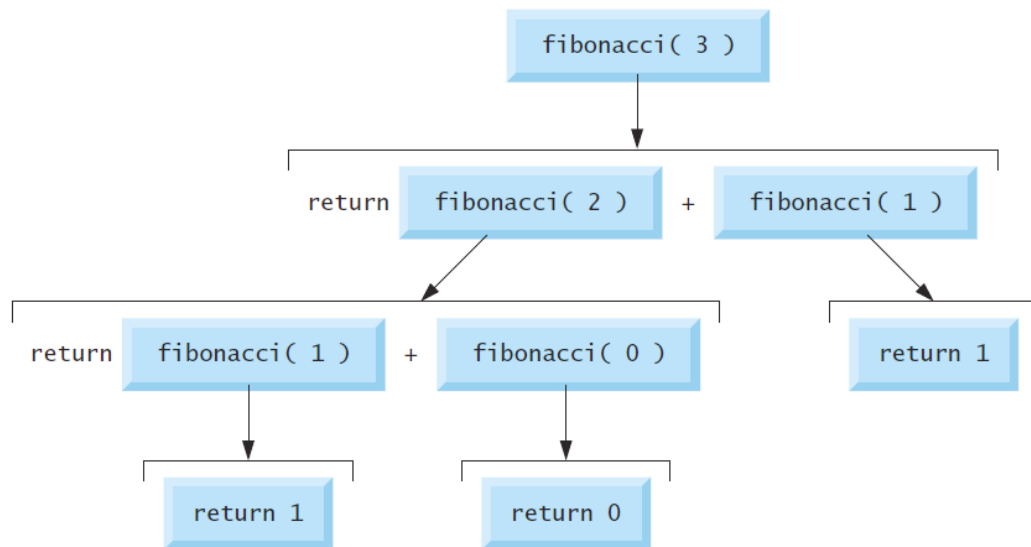 fibonacci( 3 )
return fibonacci( 2 ) + fibonacci( 1 )
return fibonacci( 1 ) + fibonacci( 0 ) return 1
return 1 return 0